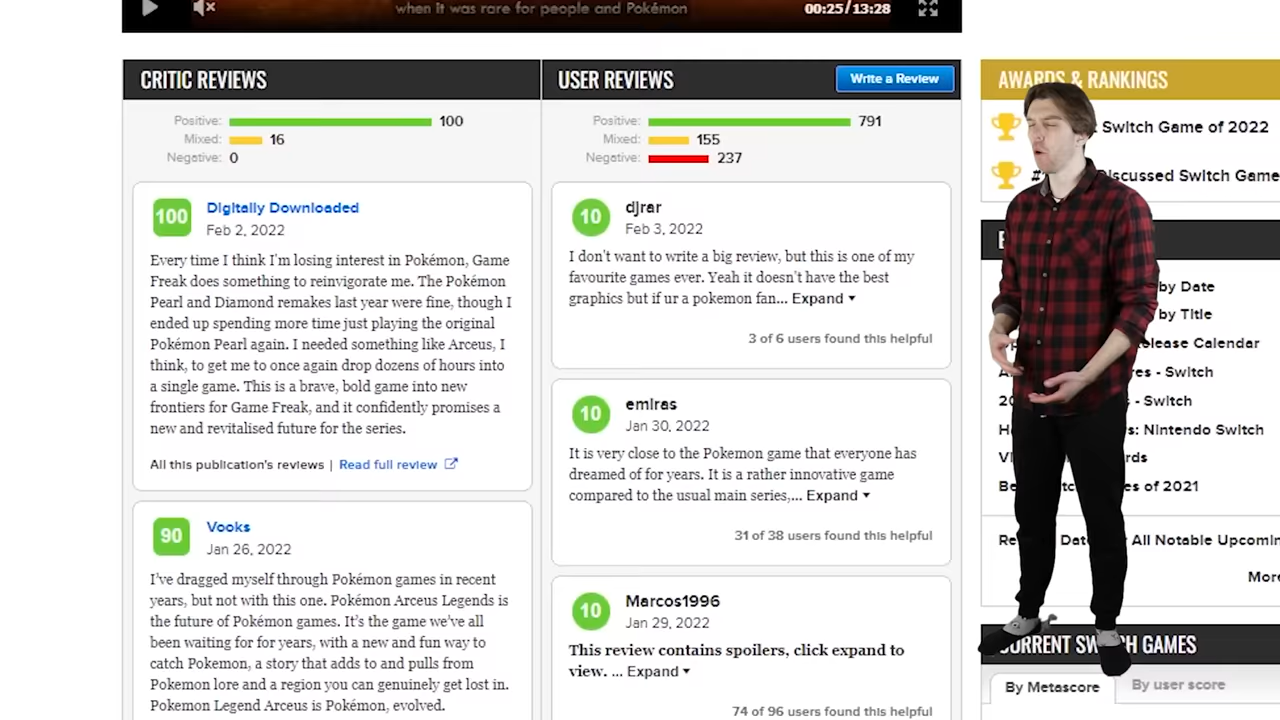 when it was rare for people and Pokémon
00:25/13:28
CRITIC REVIEWS
Positive: 100
Mixed: 16
Negative: 0
100
Digitally Downloaded
Feb 2, 2022
Every time I think I'm losing interest in Pokémon, Game
Freak does something to reinvigorate me. The Pokémon
Pearl and Diamond remakes last year were fine, though I
ended up spending more time just playing the original
Pokémon Pearl again. I needed something like Arceus, I
think, to get me to once again drop dozens of hours into
a single game. This is a brave, bold game into new
frontiers for Game Freak, and it confidently promises a
new and revitalised future for the series.
All this publication's reviews | Read full review
90
Vooks
Jan 26, 2022
I've dragged myself through Pokémon games in recent
years, but not with this one. Pokémon Arceus Legends is
the future of Pokémon games. It's the game we've all
been waiting for for years, with a new and fun way to
catch Pokemon, a story that adds to and pulls from
Pokemon lore and a region you can genuinely get lost in.
Pokemon Legend Arceus is Pokémon, evolved.
USER REVIEWS
Write a Review
Positive: 791
Mixed: 155
Negative: 237
10
djrar
Feb 3, 2022
I don't want to write a big review, but this is one of my
favourite games ever. Yeah it doesn't have the best
graphics but if ur a pokemon fan... Expand
3 of 6 users found this helpful
10
emiras
Jan 30, 2022
It is very close to the Pokemon game that everyone has
dreamed of for years. It is a rather innovative game
compared to the usual main series,... Expand
31 of 38 users found this helpful
10
Marcos1996
Jan 29, 2022
This review contains spoilers, click expand to
view. ... Expand
74 of 96 users found this helpful
AWARDS & RANKINGS
Switch Game of 2022
Discussed Switch Game
by Date
by Title
Calendar
- Switch
- Switch
Nintendo Switch
of 2021
All Notable Upcomin
More
CURRENT SWITCH GAMES
By Metascore
By user score